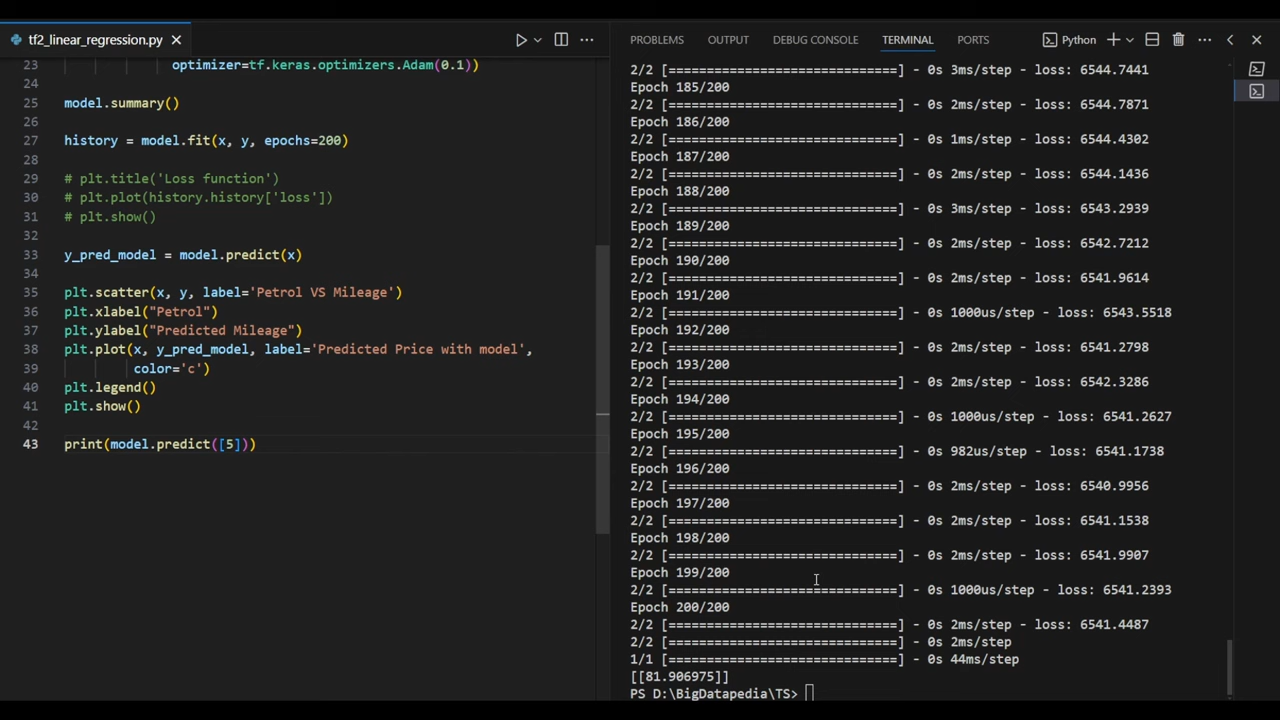 tf2_linear_regression.py
23 optimizer=tf.keras.optimizers.Adam(0.1))
24
25 model.summary()
26
27 history = model.fit(x, y, epochs=200)
28
29 # plt.title('Loss function')
30 # plt.plot(history.history['loss'])
31 # plt.show()
32
33 y_pred_model = model.predict(x)
34
35 plt.scatter(x, y, label='Petrol VS Mileage')
36 plt.xlabel("Petrol")
37 plt.ylabel("Predicted Mileage")
38 plt.plot(x, y_pred_model, label='Predicted Price with model',
39 color='c')
40 plt.legend()
41 plt.show()
42
43 print(model.predict([5]))
PROBLEMS OUTPUT DEBUG CONSOLE TERMINAL PORTS Python
2/2 [==============================] - 0s 3ms/step - loss: 6544.7441
Epoch 185/200
2/2 [==============================] - 0s 2ms/step - loss: 6544.7871
Epoch 186/200
2/2 [==============================] - 0s 1ms/step - loss: 6544.4302
Epoch 187/200
2/2 [==============================] - 0s 2ms/step - loss: 6544.1436
Epoch 188/200
2/2 [==============================] - 0s 3ms/step - loss: 6543.2939
Epoch 189/200
2/2 [==============================] - 0s 2ms/step - loss: 6542.7212
Epoch 190/200
2/2 [==============================] - 0s 2ms/step - loss: 6541.9614
Epoch 191/200
2/2 [==============================] - 0s 1000us/step - loss: 6543.5518
Epoch 192/200
2/2 [==============================] - 0s 2ms/step - loss: 6541.2798
Epoch 193/200
2/2 [==============================] - 0s 2ms/step - loss: 6542.3286
Epoch 194/200
2/2 [==============================] - 0s 1000us/step - loss: 6541.2627
Epoch 195/200
2/2 [==============================] - 0s 982us/step - loss: 6541.1738
Epoch 196/200
2/2 [==============================] - 0s 2ms/step - loss: 6540.9956
Epoch 197/200
2/2 [==============================] - 0s 2ms/step - loss: 6541.1538
Epoch 198/200
2/2 [==============================] - 0s 2ms/step - loss: 6541.9907
Epoch 199/200
2/2 [==============================] - 0s 1000us/step - loss: 6541.2393
Epoch 200/200
2/2 [==============================] - 0s 2ms/step - loss: 6541.4487
2/2 [==============================] - 0s 2ms/step
1/1 [==============================] - 0s 44ms/step
[[81.906975]]
PS D:\BigDatapedia\TS>